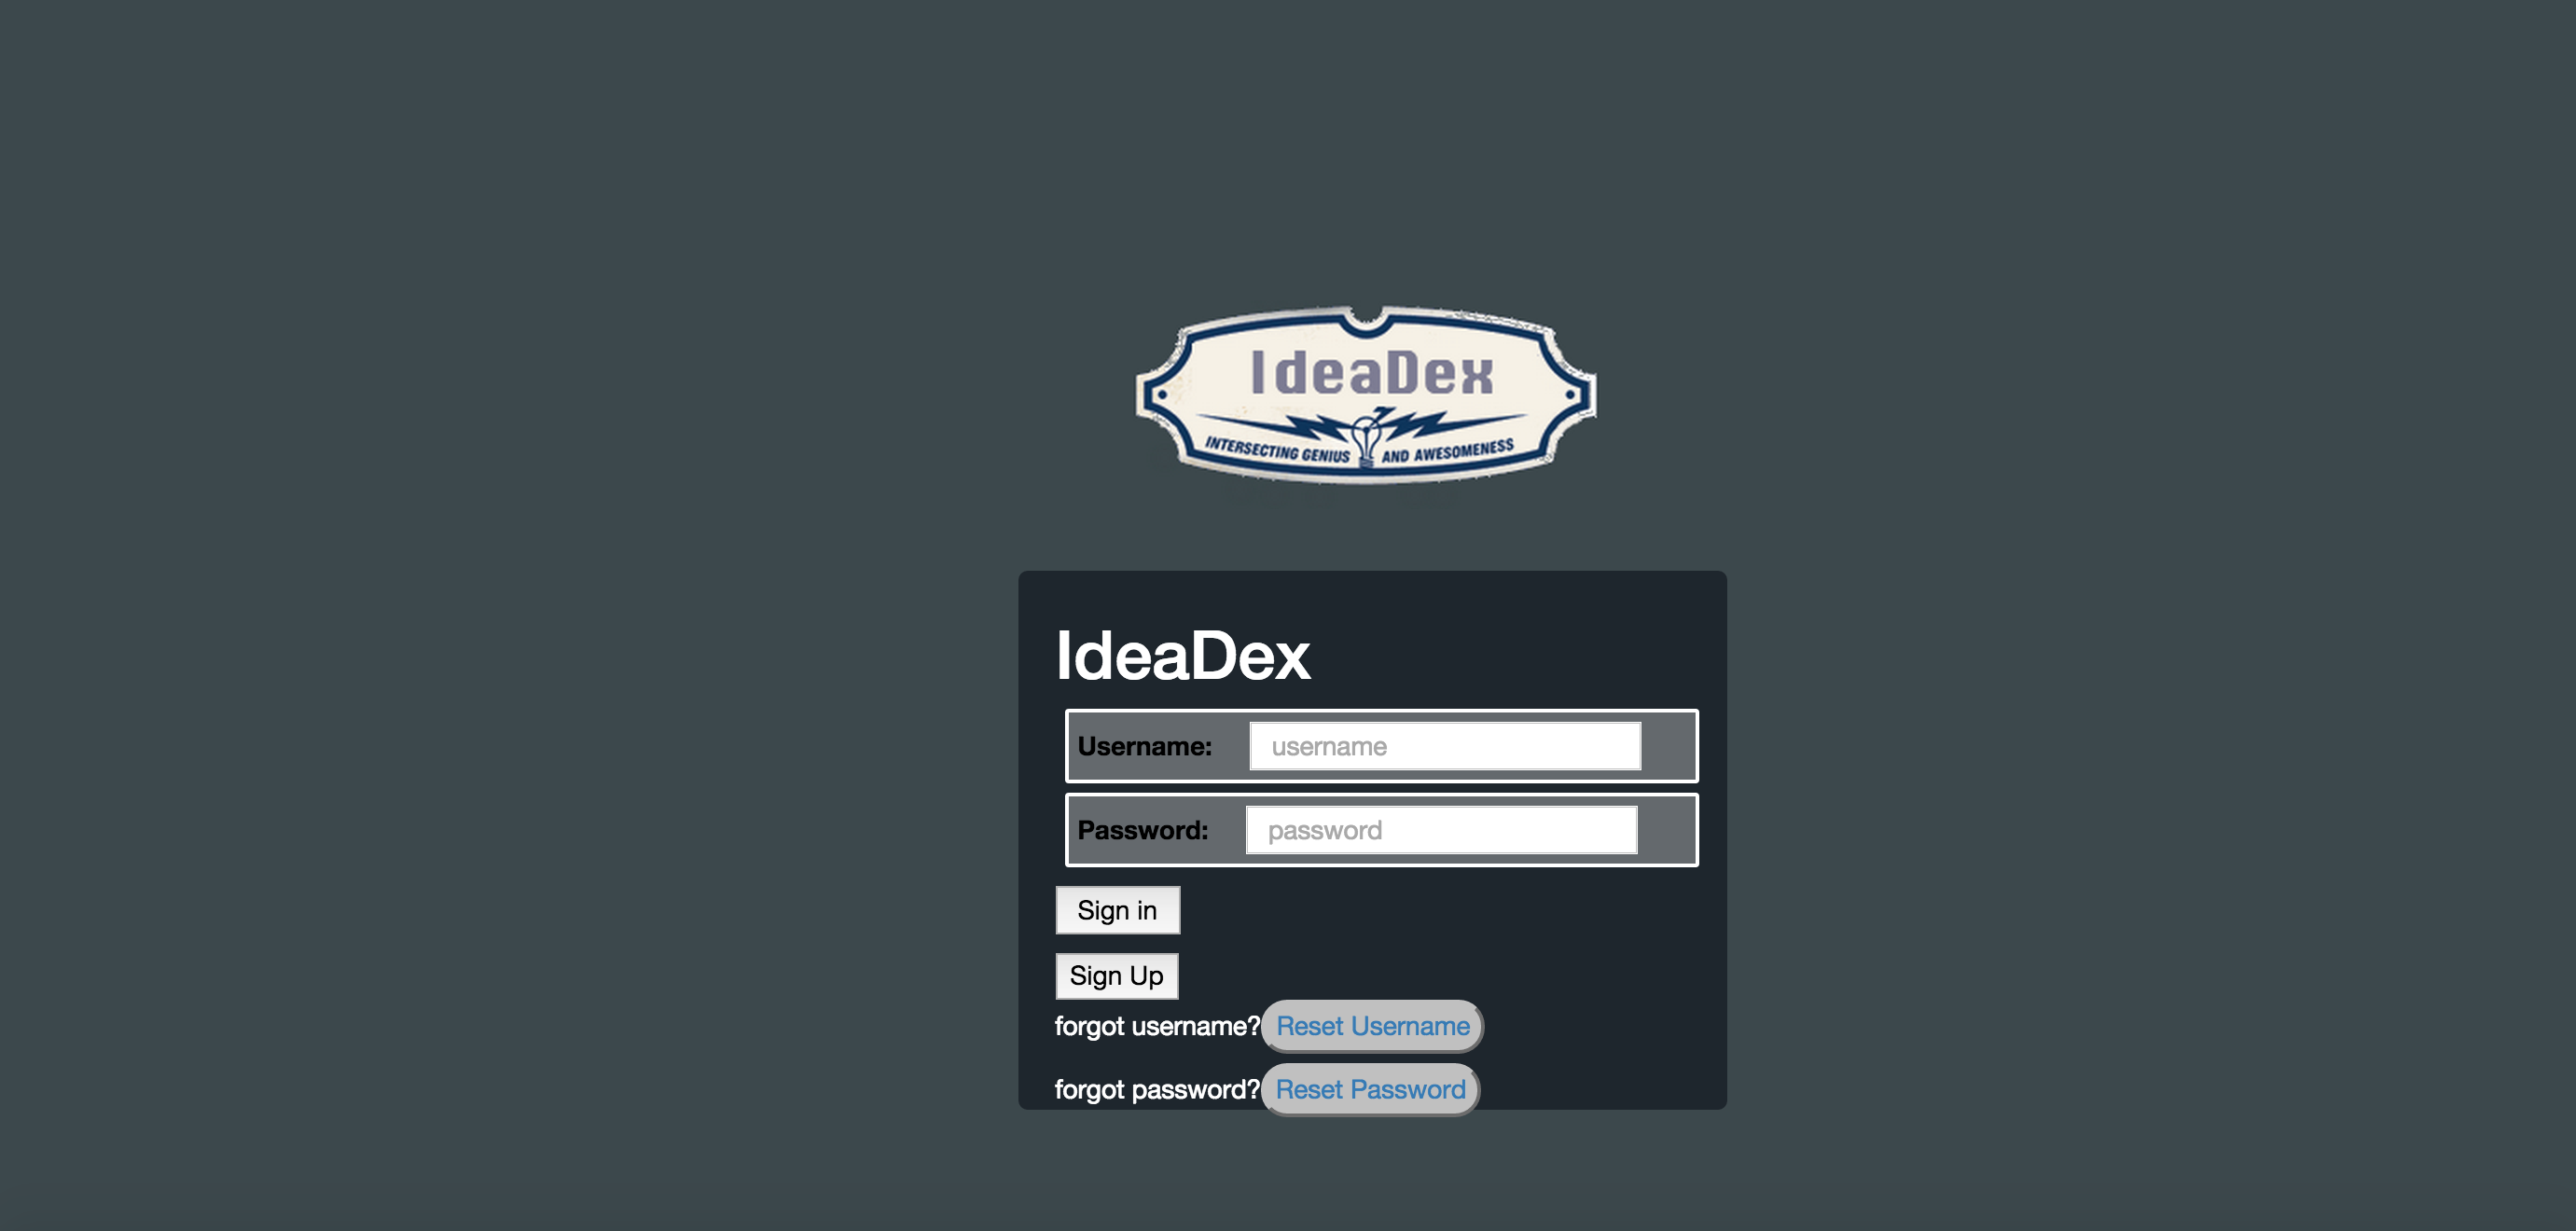 IdeaDex
INTERSECTING GENIUS AND AWESOMENESS
IdeaDex
Username: username
Password: password
Sign in
Sign Up
forgot username? Reset Username
forgot password? Reset Password